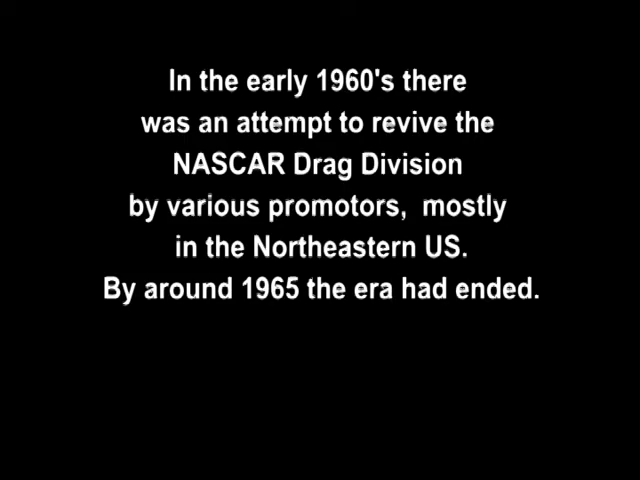 In the early 1960's there
was an attempt to revive the
NASCAR Drag Division
by various promotors,  mostly
in the Northeastern US.
By around 1965 the era had ended.